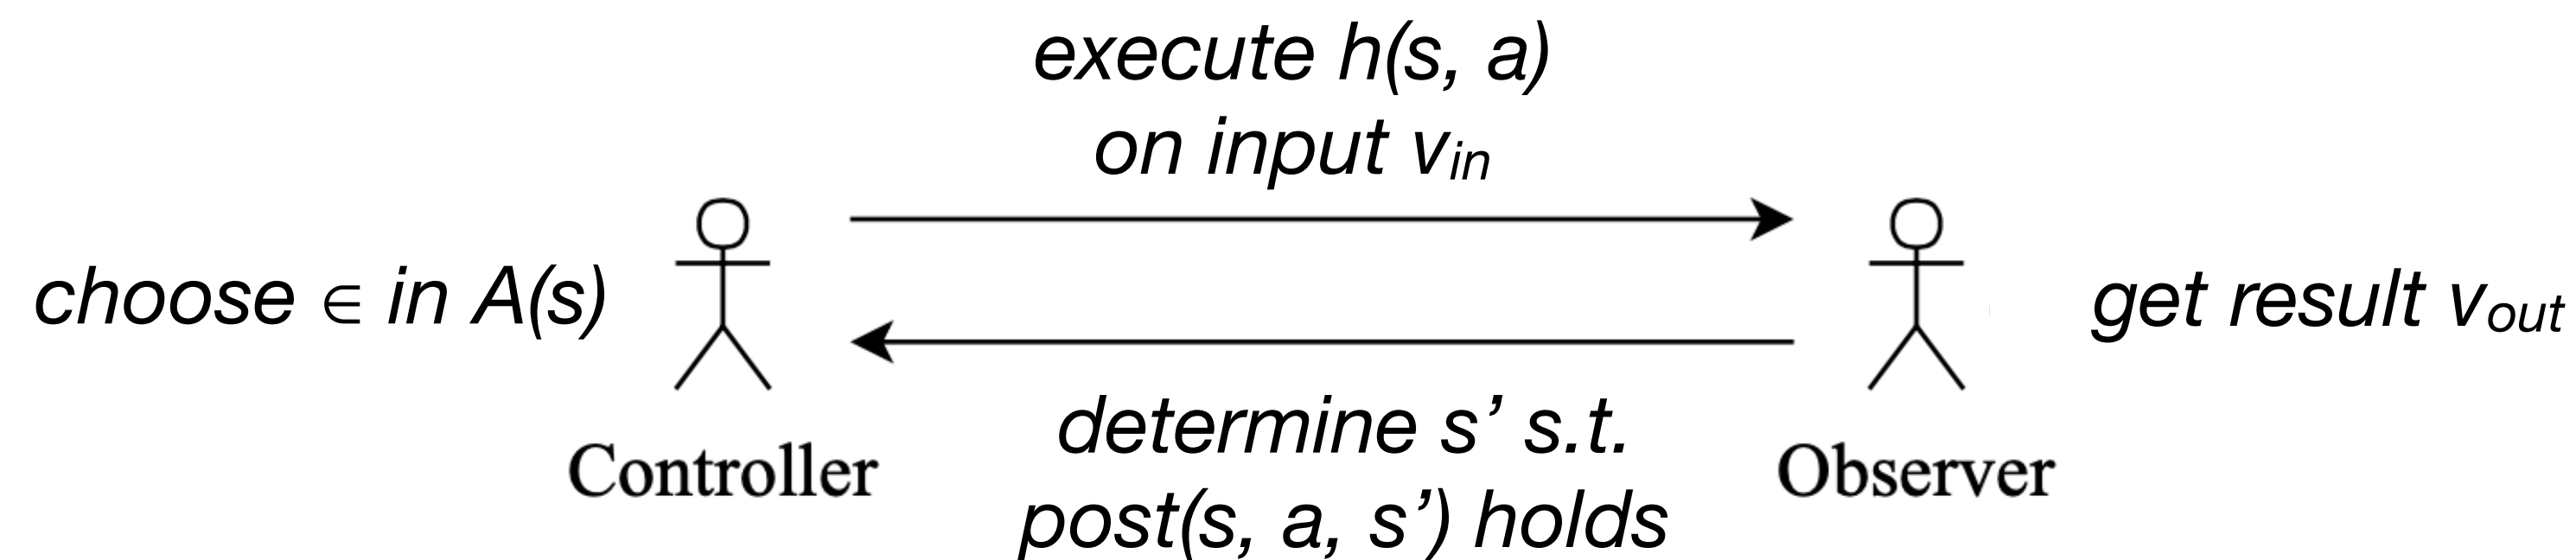 execute h(s, a)
on input vin
choose ∈ in A(s)
get result vout
determine s’ s.t.
post(s, a, s’) holds
Controller
Observer